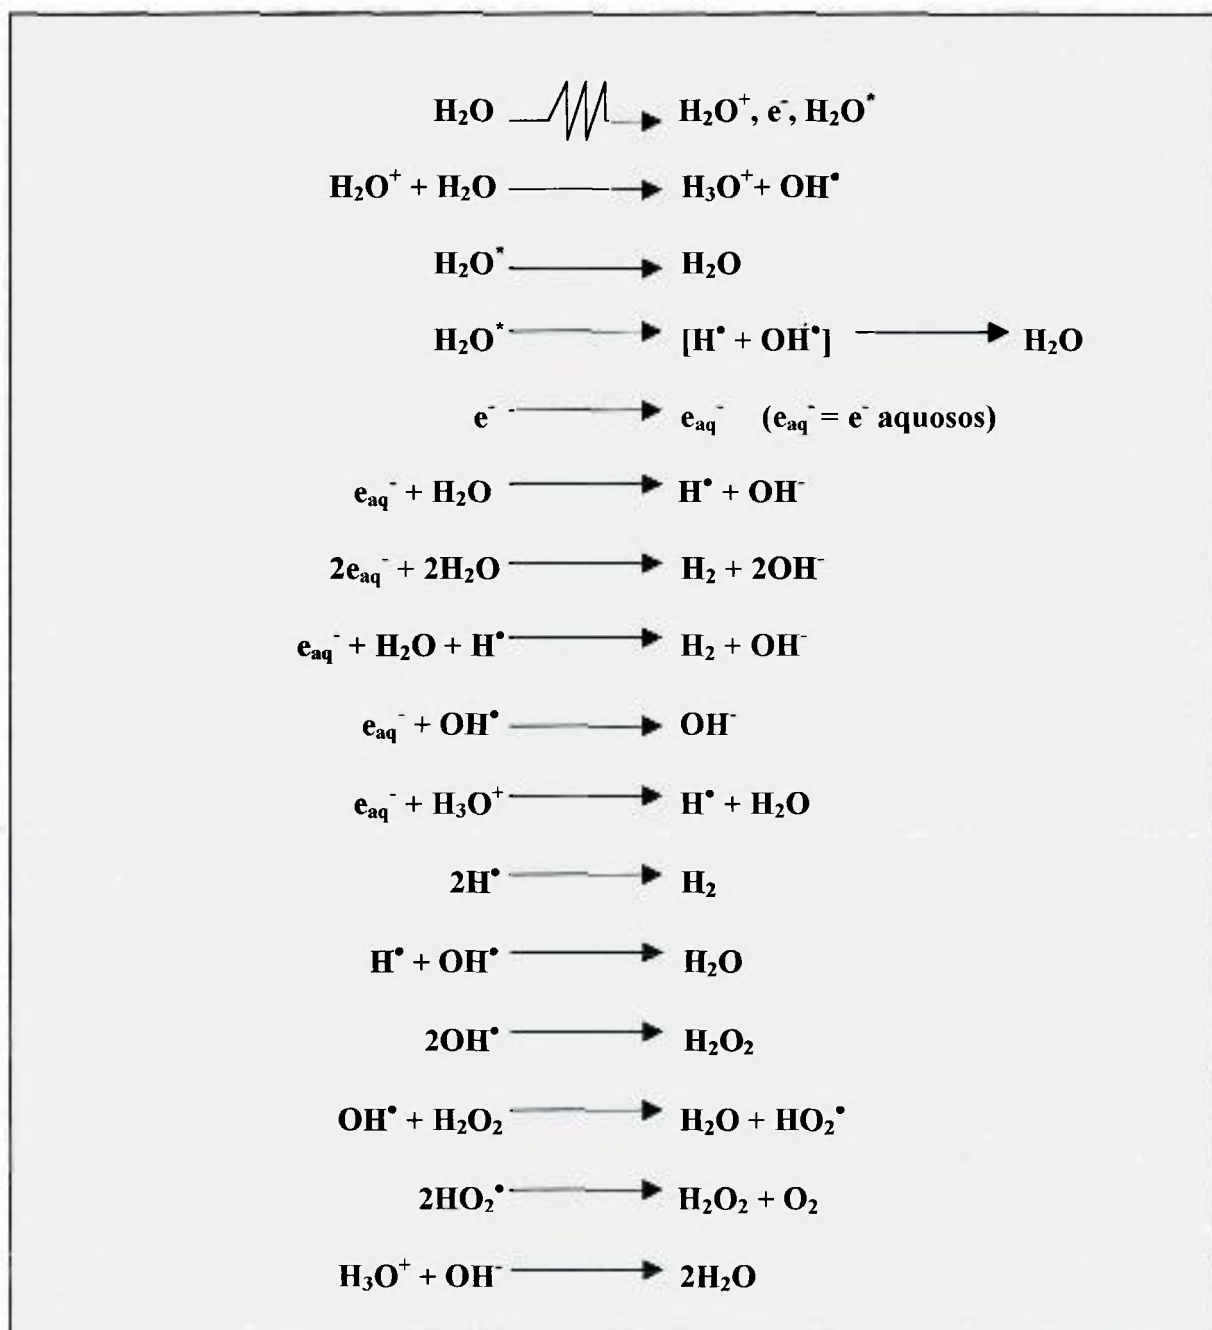 H₂O → H₂O⁺, e⁻, H₂O*
H₂O⁺ + H₂O → H₃O⁺ + OH•
H₂O* → H₂O
H₂O* → [H• + OH•] → H₂O
e⁻ → eₐq⁻ (eₐq⁻ = e⁻ aquosos)
eₐq⁻ + H₂O → H• + OH⁻
2eₐq⁻ + 2H₂O → H₂ + 2OH⁻
eₐq⁻ + H₂O + H• → H₂ + OH⁻
eₐq⁻ + OH• → OH⁻
eₐq⁻ + H₃O⁺ → H• + H₂O
2H• → H₂
H• + OH• → H₂O
2OH• → H₂O₂
OH• + H₂O₂ → H₂O + HO₂•
2HO₂• → H₂O₂ + O₂
H₃O⁺ + OH⁻ → 2H₂O